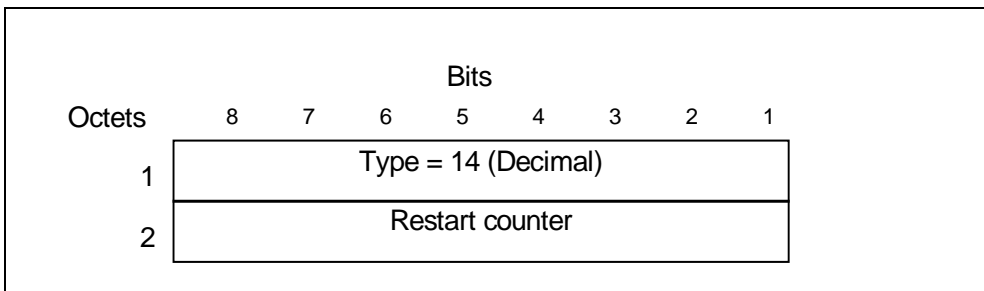 Bits
Octets 8 7 6 5 4 3 2 1
1 Type = 14 (Decimal)
2 Restart counter